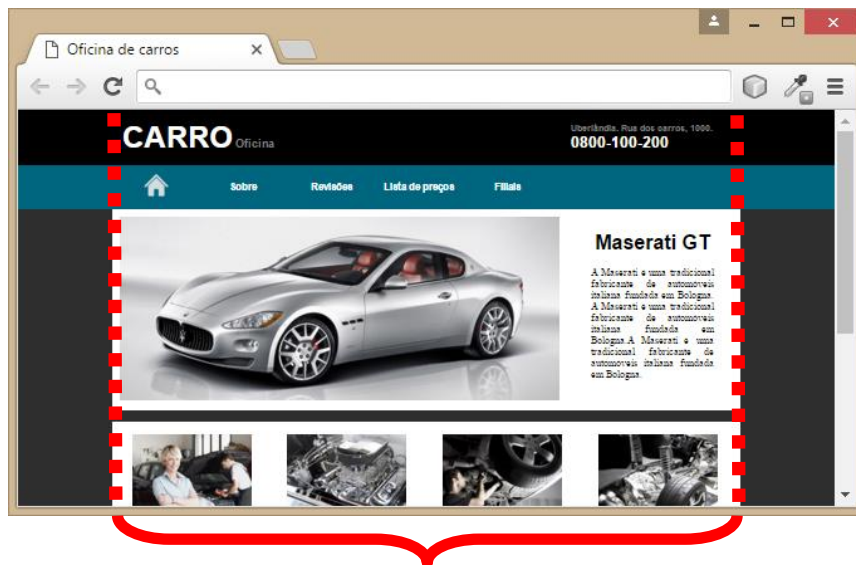 Oficina de carros
CARRO Oficina
Uberlândia. Rua dos carros, 1000.
0800-100-200
Sobre Revisões Lista de preços Filiais
Maserati GT
A Maserati e uma tradicional
fabricante de automóveis
italiana fundada em Bologna.
A Maserati e uma tradicional
fabricante de automóveis
italiana fundada em
Bologna.A Maserati e uma
tradicional fabricante de
automoveis italiana fundada
em Bologna.